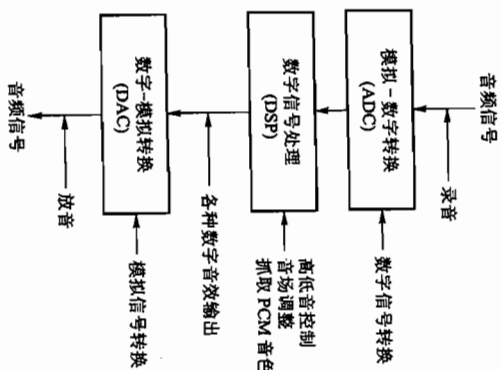 音频信号
录音
模拟-数字转换
(ADC)
数字信号转换
数字信号处理
(DSP)
高低音控制
音场调整
抓取 PCM 音色
各种数字音效输出
数字-模拟转换
(DAC)
模拟信号转换
放音
音频信号